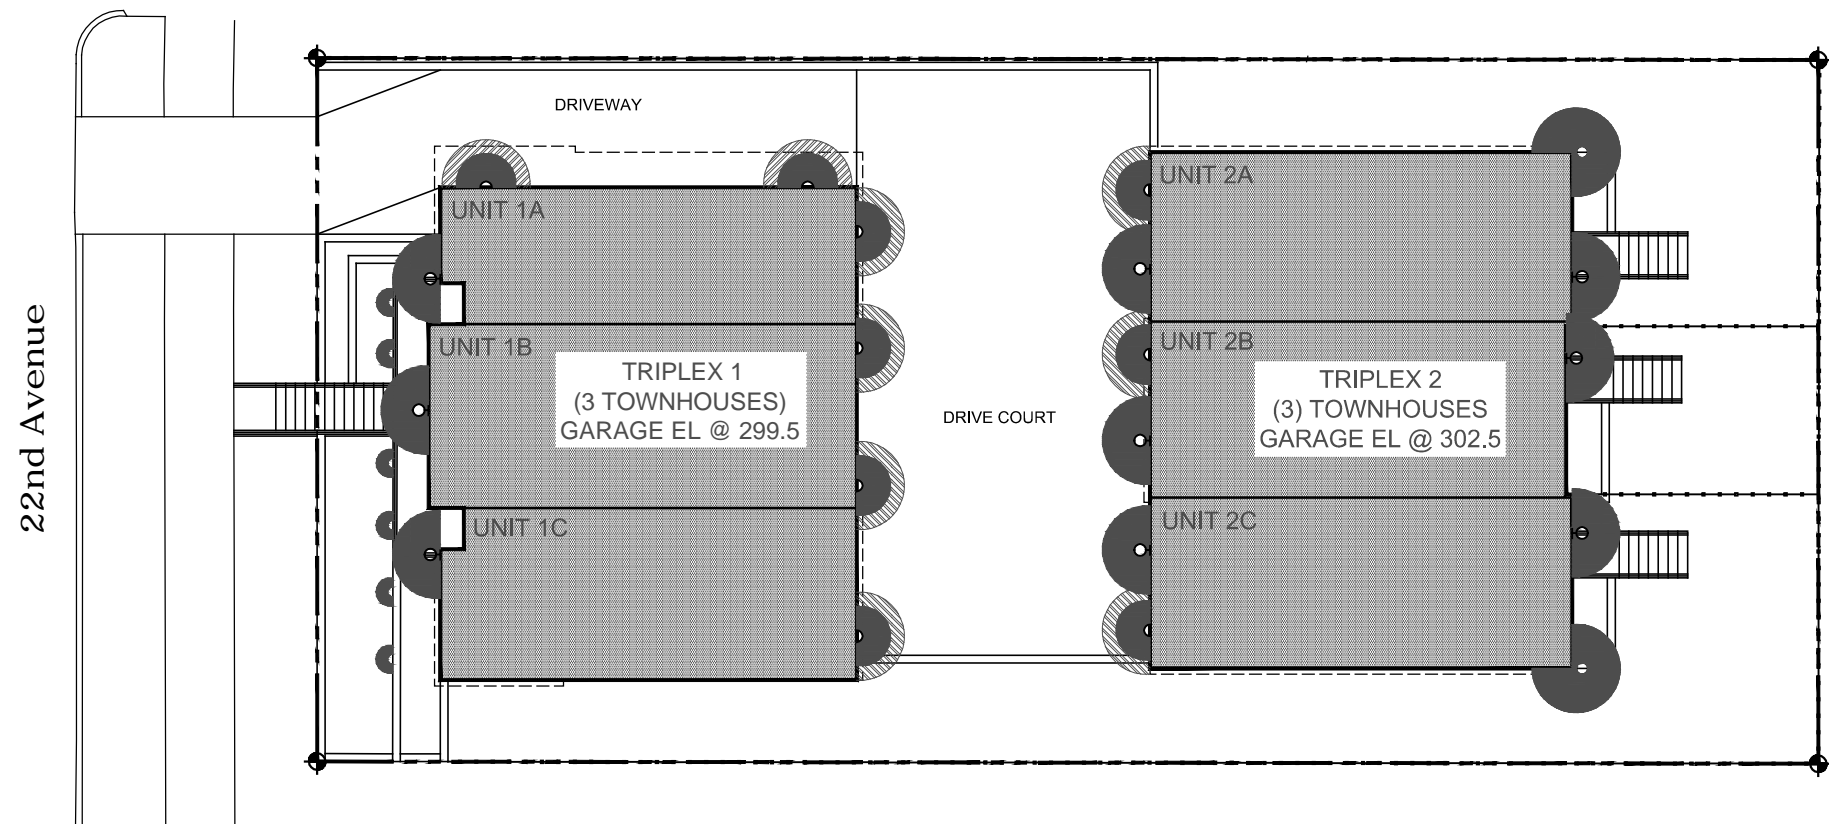 22nd Avenue
DRIVEWAY
UNIT 1A
UNIT 1B
TRIPLEX 1
(3 TOWNHOUSES)
GARAGE EL @ 299.5
UNIT 1C
DRIVE COURT
UNIT 2A
UNIT 2B
TRIPLEX 2
(3) TOWNHOUSES
GARAGE EL @ 302.5
UNIT 2C